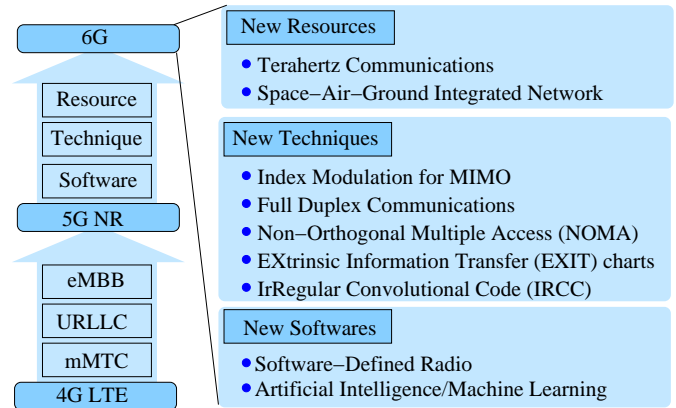 6G
Resource
Technique
Software
5G NR
eMBB
URLLC
mMTC
4G LTE
New Resources
Terahertz Communications
Space−Air−Ground Integrated Network
New Techniques
Index Modulation for MIMO
Full Duplex Communications
Non−Orthogonal Multiple Access (NOMA)
EXtrinsic Information Transfer (EXIT) charts
IrRegular Convolutional Code (IRCC)
New Softwares
Software−Defined Radio
Artificial Intelligence/Machine Learning